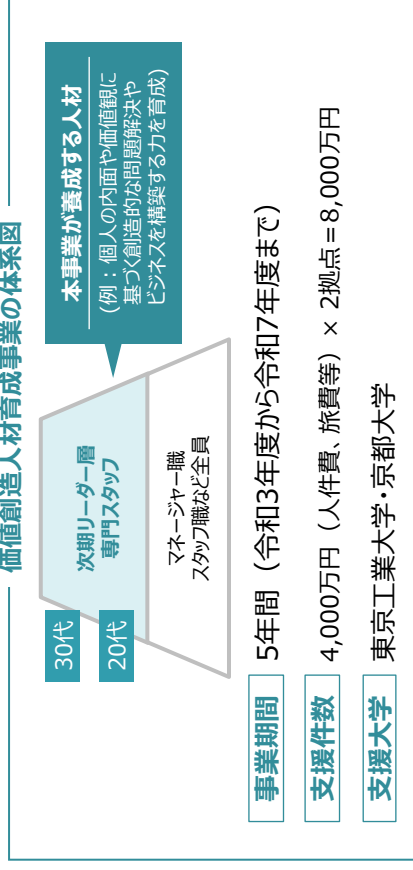 価値創造人材育成事業の体系図
30代
20代
次期リーダー層
専門スタッフ
マネージャー職
スタッフ職など全員
本事業が養成する人材
(例：個人の内面や価値観に
基づく創造的な問題解決や
ビジネスを構築する力を育成)
事業期間 5年間（令和3年度から令和7年度まで）
支援件数 4,000万円（人件費、旅費等）× 2拠点＝8,000万円
支援大学 東京工業大学・京都大学